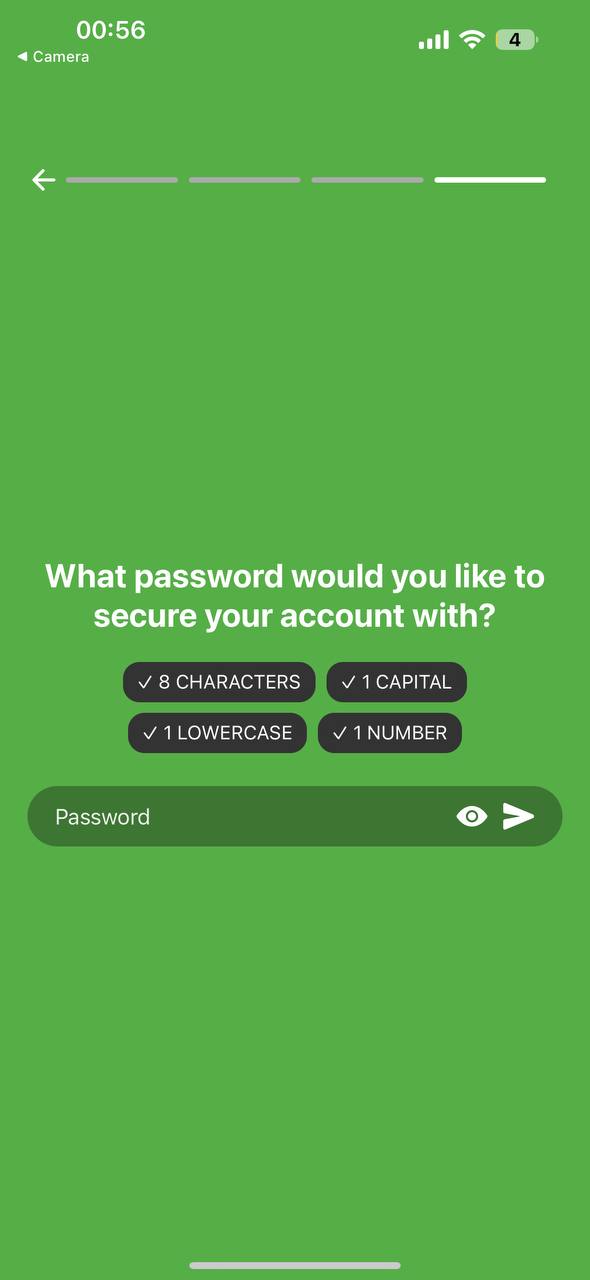 00:56
◀ Camera
4
What password would you like to
secure your account with?
✓ 8 CHARACTERS ✓ 1 CAPITAL
✓ 1 LOWERCASE ✓ 1 NUMBER
Password